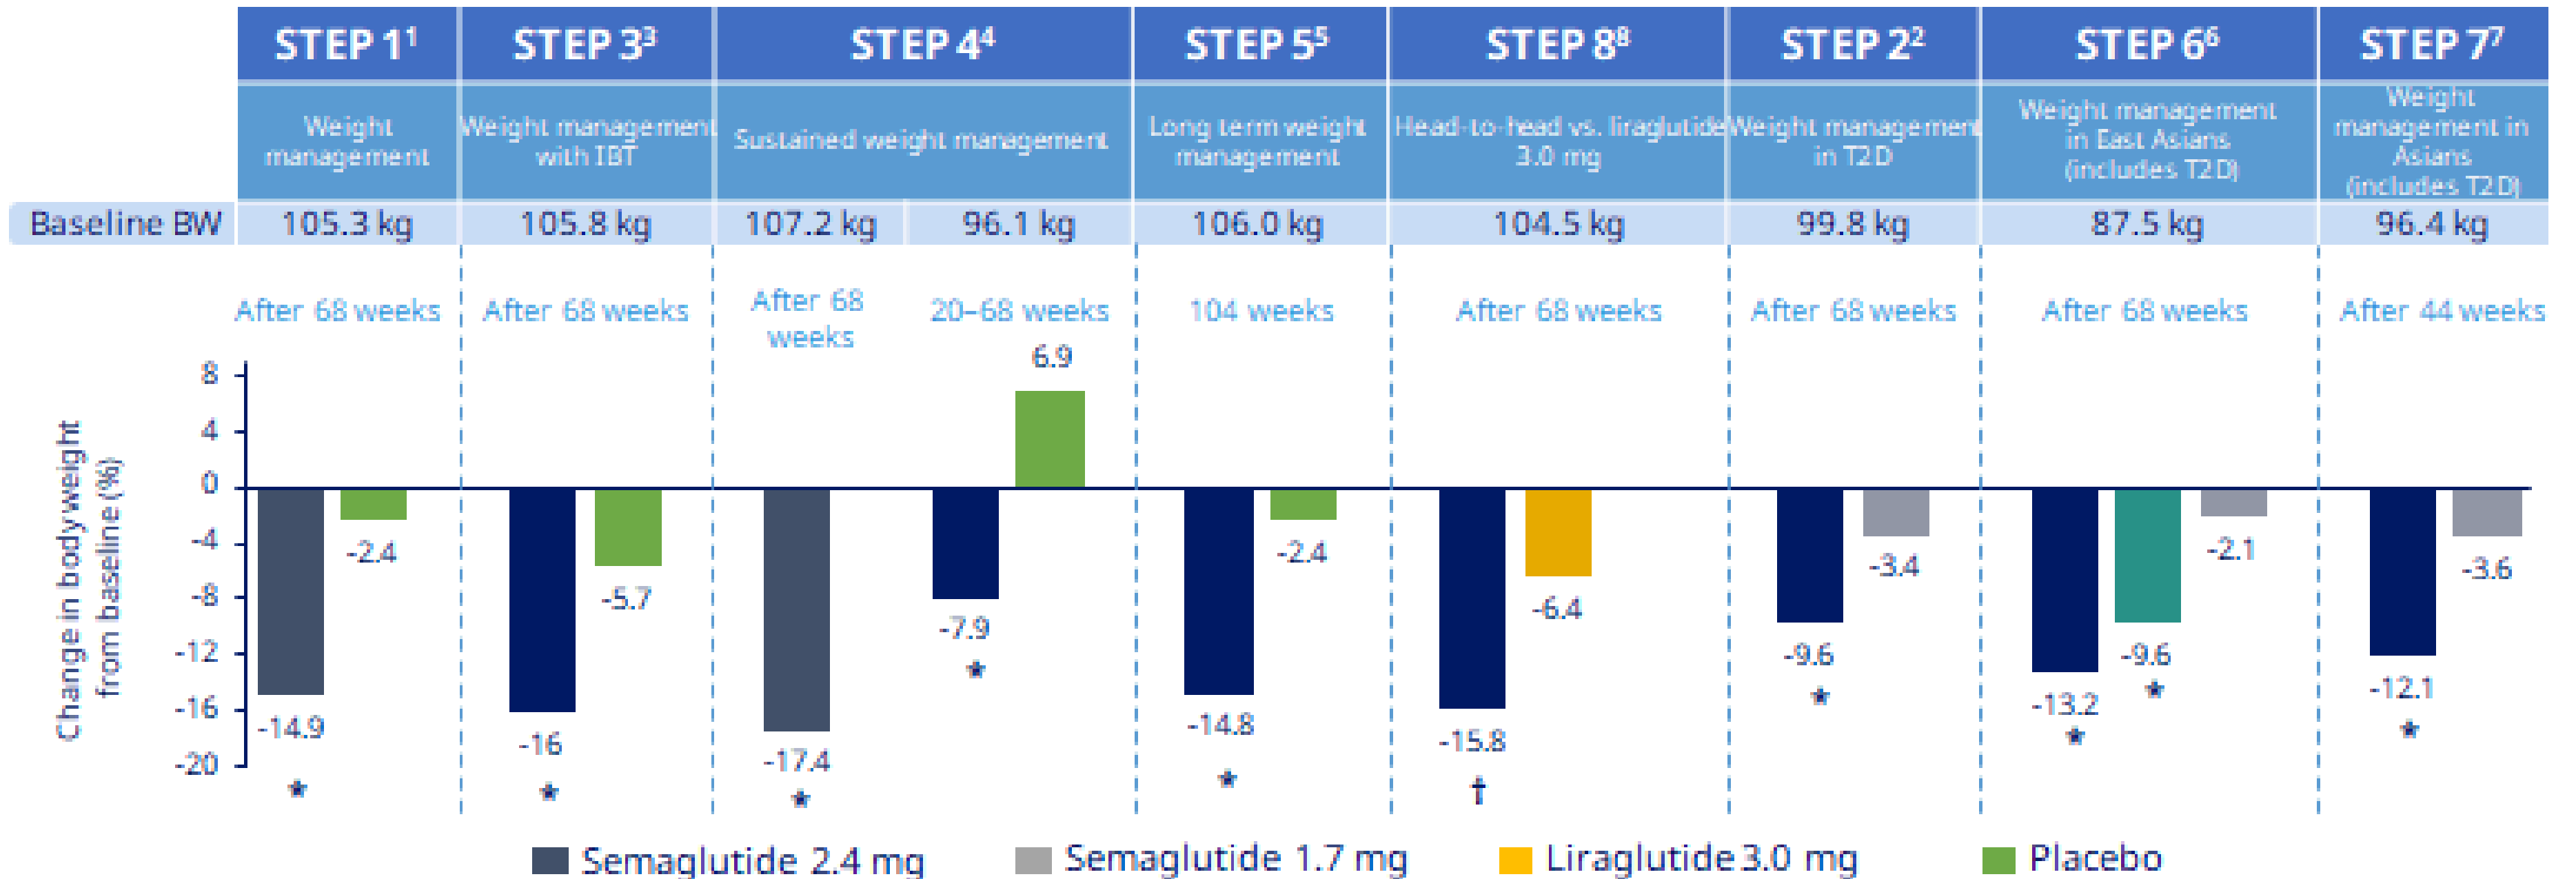 STEP 1¹ STEP 3³ STEP 4⁴ STEP 5⁵ STEP 8⁸ STEP 2² STEP 6⁶ STEP 7⁷
Weight
management
Weight management
with IBT
Sustained weight management
Long term weight
management
Head-to-head vs. liraglutide
3.0 mg
Weight management
in T2D
Weight management
in East Asians
(includes T2D)
Weight
management in
Asians
(includes T2D)
Baseline BW 105.3 kg 105.8 kg 107.2 kg 96.1 kg 106.0 kg 104.5 kg 99.8 kg 87.5 kg 96.4 kg
After 68 weeks
After 68 weeks
After 68
weeks
20–68 weeks
104 weeks
After 68 weeks
After 68 weeks
After 68 weeks
After 44 weeks
Change in bodyweight
from baseline (%)
8
4
0
-4
-8
-12
-16
-20
-14.9
*
-2.4
-16
*
-5.7
-17.4
*
-7.9
*
6.9
-14.8
*
-2.4
-15.8
†
-6.4
-9.6
*
-3.4
-13.2
*
-9.6
*
-2.1
-12.1
*
-3.6
Semaglutide 2.4 mg Semaglutide 1.7 mg Liraglutide 3.0 mg Placebo